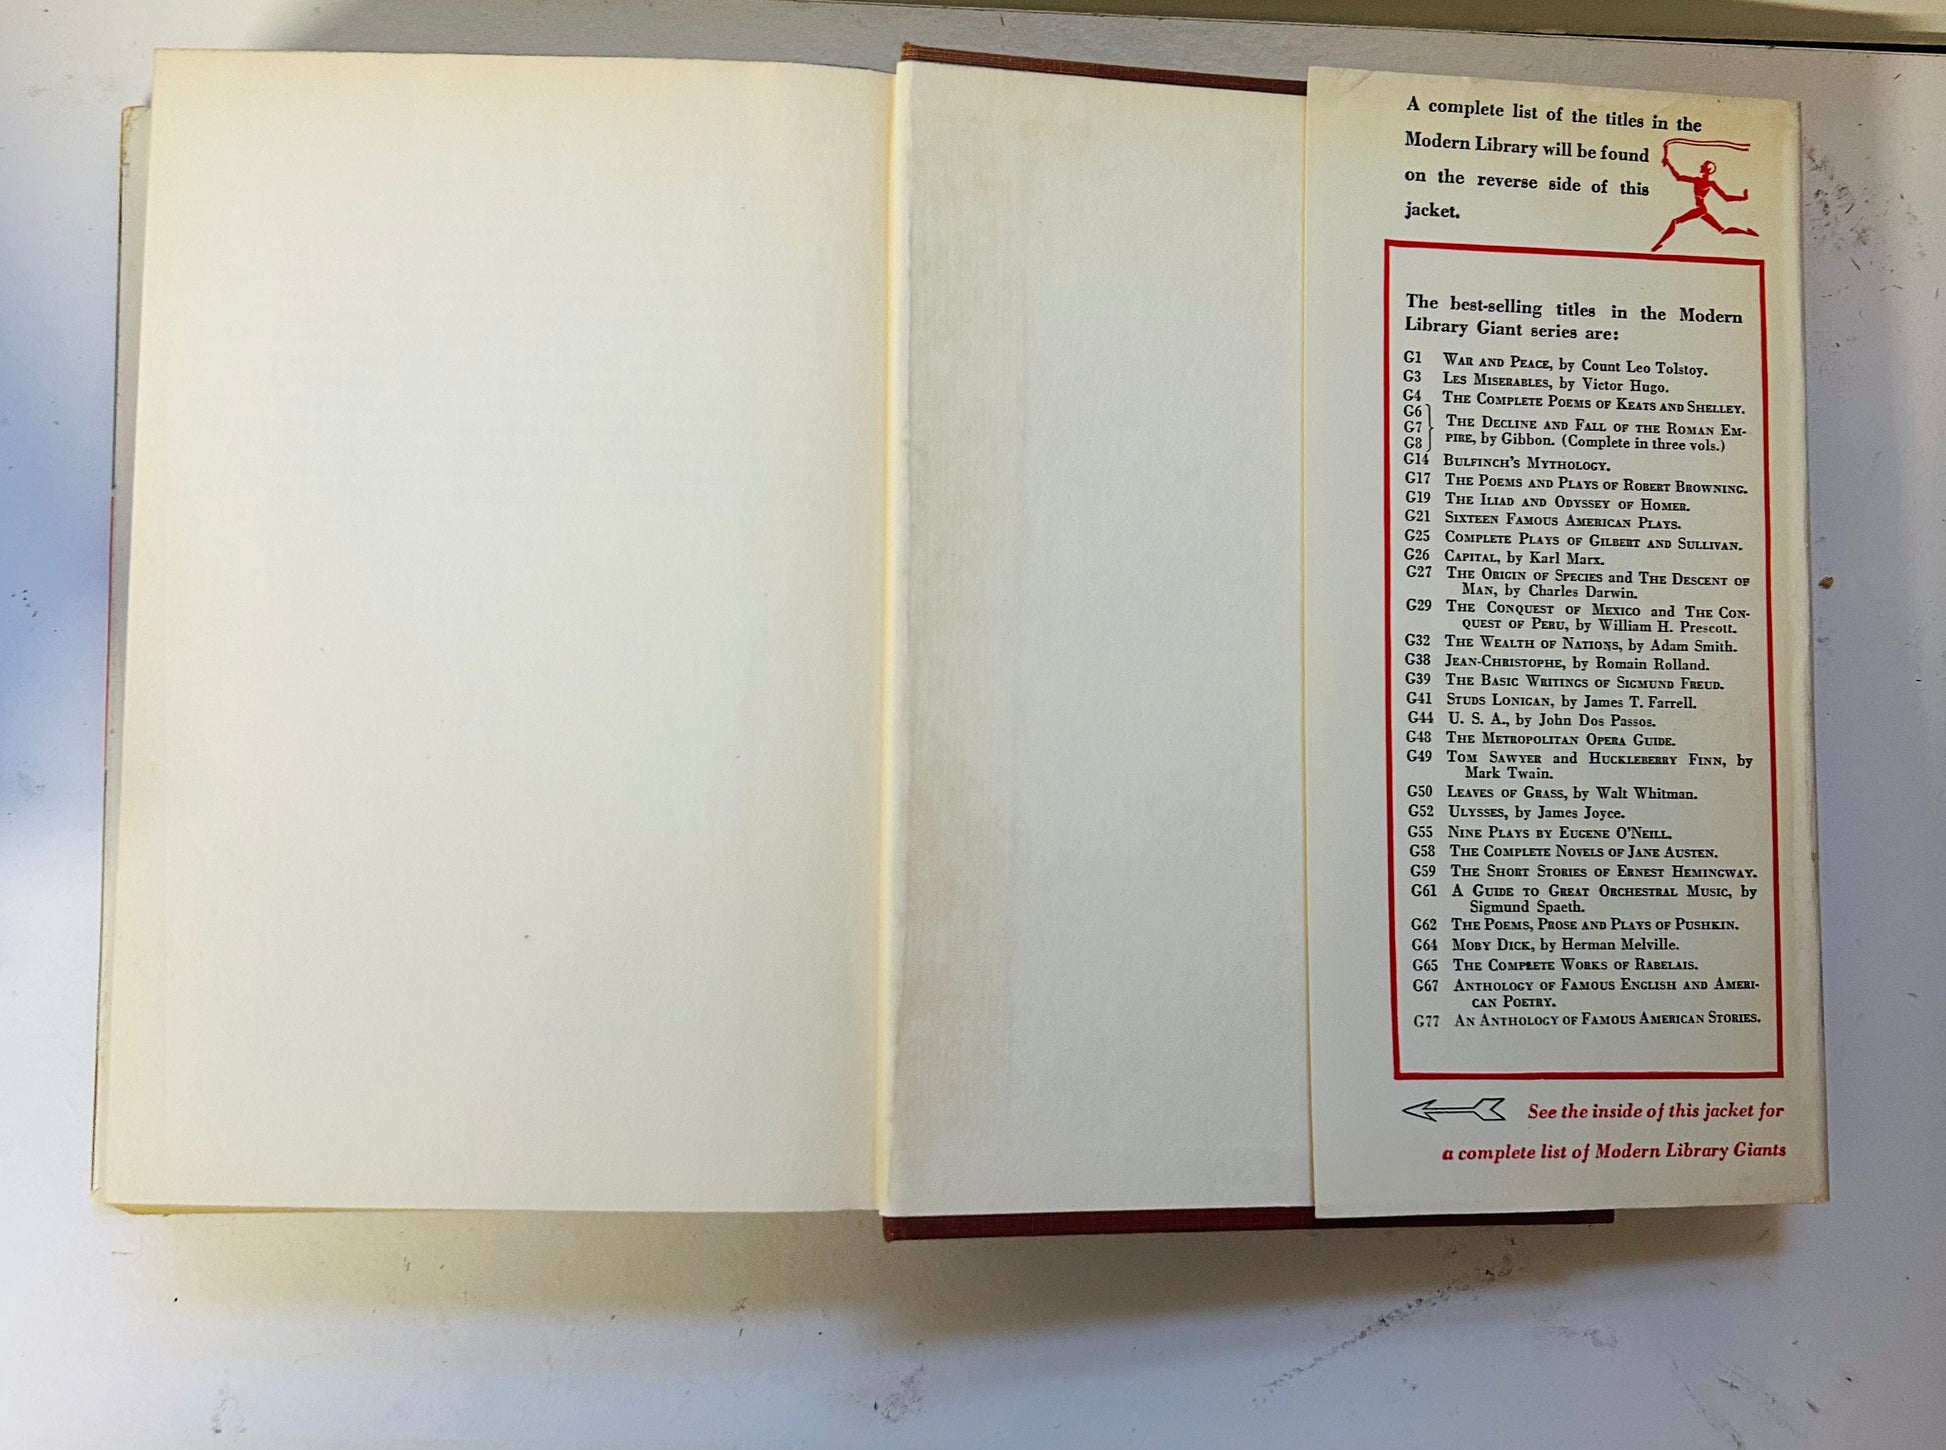 A complete list of the titles in the
Modern Library will be found
on the reverse side of this
jacket.
The best-selling titles in the Modern
Library Giant series are:
G1 WAR AND PEACE, by Count Leo Tolstoy.
G3 LES MISERABLES, by Victor Hugo.
G4 THE COMPLETE POEMS OF KEATS AND SHELLEY.
G6
G7 THE DECLINE AND FALL OF THE ROMAN EM-
G8 PIRE, by Gibbon. (Complete in three vols.)
G14 BULFINCH'S MYTHOLOGY.
G17 THE POEMS AND PLAYS OF ROBERT BROWNING.
G19 THE ILIAD AND ODYSSEY OF HOMER.
G21 SIXTEEN FAMOUS AMERICAN PLAYS.
G25 COMPLETE PLAYS OF GILBERT AND SULLIVAN.
G26 CAPITAL, by Karl Marx.
G27 THE ORIGIN OF SPECIES and THE DESCENT OF
MAN, by Charles Darwin.
G29 THE CONQUEST OF MEXICO and THE CON-
QUEST OF PERU, by William H. Prescott.
G32 THE WEALTH OF NATIONS, by Adam Smith.
G38 JEAN-CHRISTOPHE, by Romain Rolland.
G39 THE BASIC WRITINGS OF SIGMUND FREUD.
G41 STUDS LONIGAN, by James T. Farrell.
G44 U. S. A., by John Dos Passos.
G48 THE METROPOLITAN OPERA GUIDE.
G49 TOM SAWYER and HUCKLEBERRY FINN, by
Mark Twain.
G50 LEAVES OF GRASS, by Walt Whitman.
G52 ULYSSES, by James Joyce.
G55 NINE PLAYS BY EUGENE O'NEILL.
G58 THE COMPLETE NOVELS OF JANE AUSTEN.
G59 THE SHORT STORIES OF ERNEST HEMINGWAY.
G61 A GUIDE TO GREAT ORCHESTRAL MUSIC, by
Sigmund Spaeth.
G62 THE POEMS, PROSE AND PLAYS OF PUSHKIN.
G64 MOBY DICK, by Herman Melville.
G65 THE COMPLETE WORKS OF RABELAIS.
G67 ANTHOLOGY OF FAMOUS ENGLISH AND AMERI-
CAN POETRY.
G77 AN ANTHOLOGY OF FAMOUS AMERICAN STORIES.
See the inside of this jacket for
a complete list of Modern Library Giants